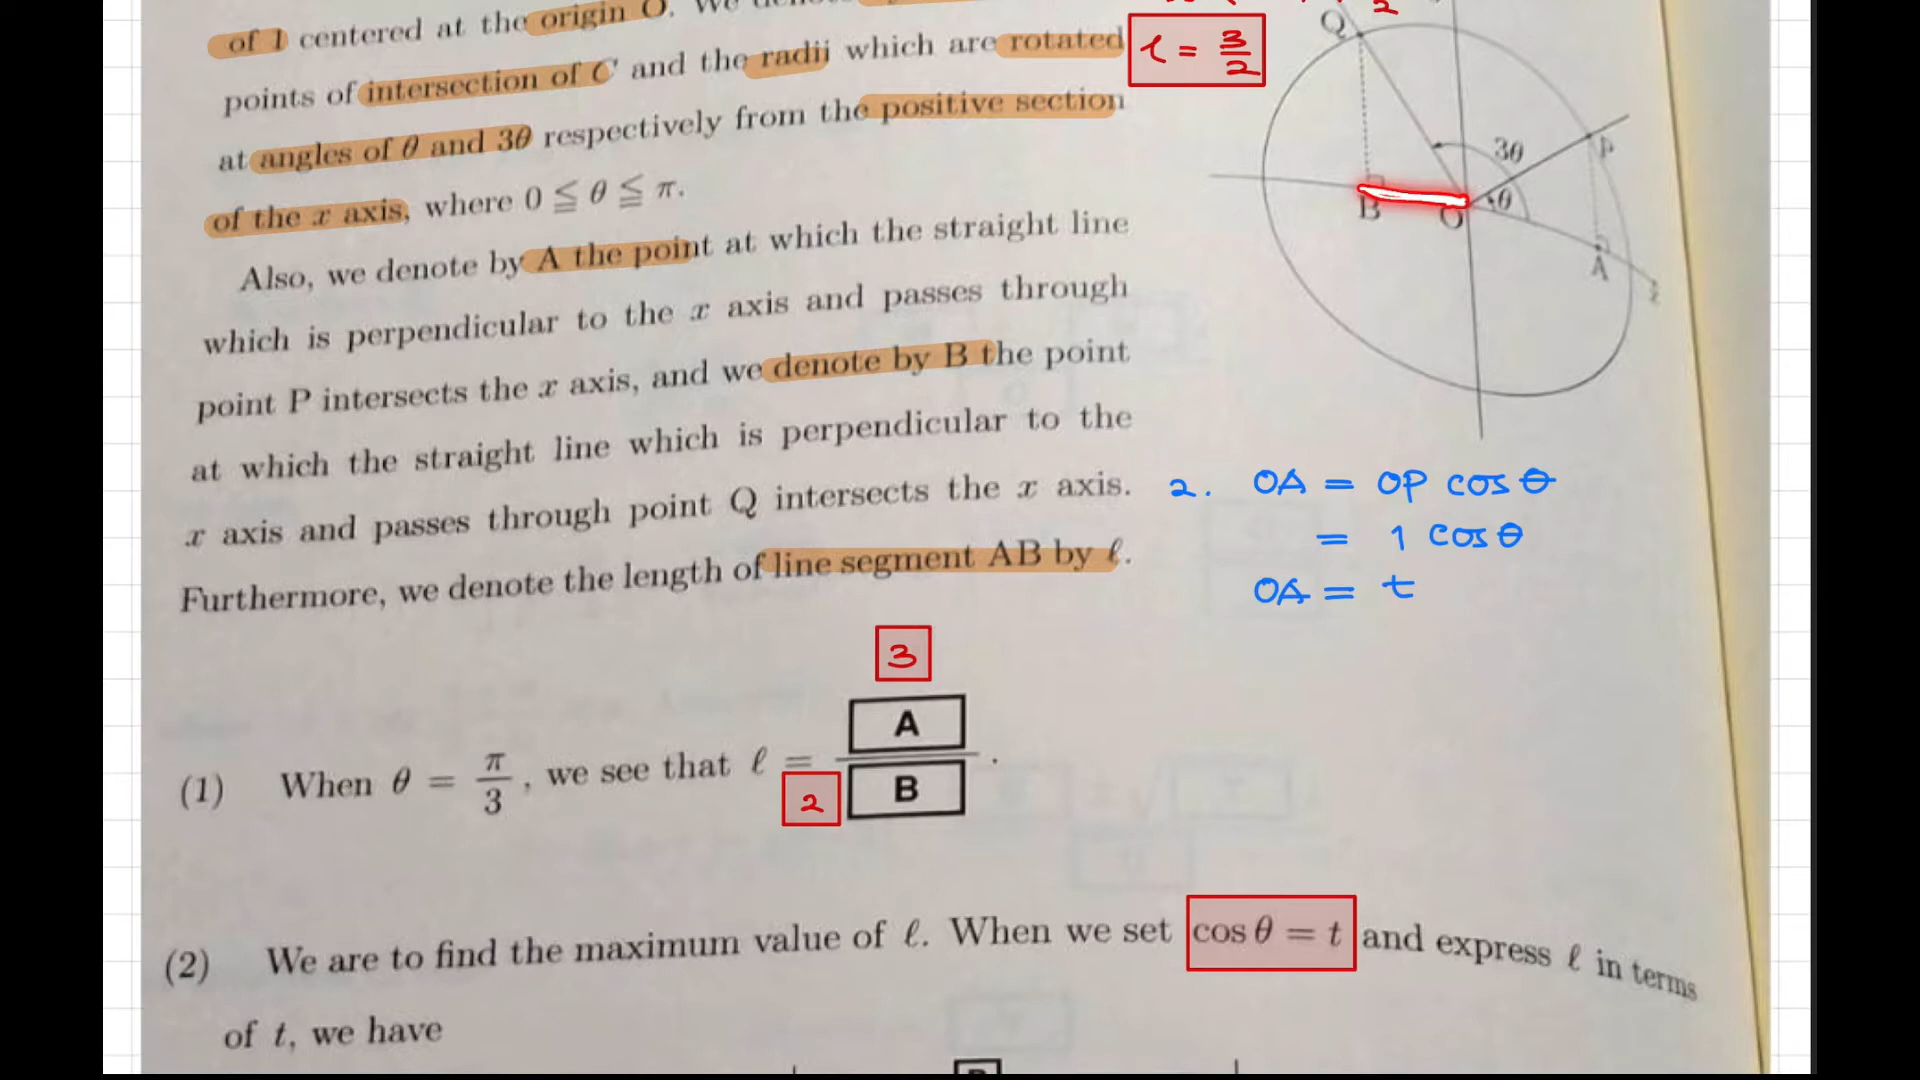 of 1 centered at the origin O.
points of intersection of C and the radii which are rotated
at angles of θ and 3θ respectively from the positive section
of the x axis, where 0 ≦ θ ≦ π.
Also, we denote by A the point at which the straight line
which is perpendicular to the x axis and passes through
point P intersects the x axis, and we denote by B the point
at which the straight line which is perpendicular to the
x axis and passes through point Q intersects the x axis.
Furthermore, we denote the length of line segment AB by ℓ.
l = 3/2
Q
3θ
P
B
O
θ
A
2. OA = OP cos θ
= 1 cos θ
OA = t
3
(1) When θ = π/3, we see that ℓ = A/B.
2
(2) We are to find the maximum value of ℓ. When we set cos θ = t and express ℓ in terms
of t, we have